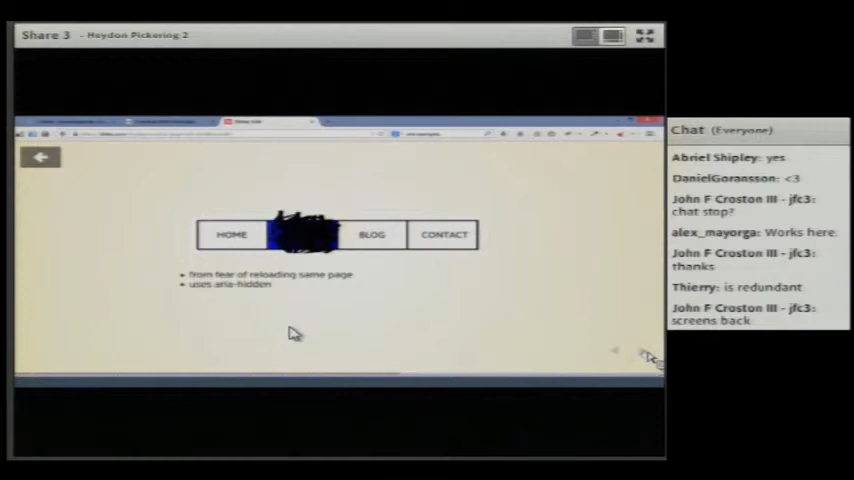 Share 3 - Heydon Pickering 2
HOME
BLOG
CONTACT
• from fear of reloading same page
• uses aria-hidden
Chat (Everyone)
Abriel Shipley: yes
DanielGoransson: <3
John F Croston III - jfc3:
chat stop?
alex_mayorga: Works here.
John F Croston III - jfc3:
thanks
Thierry: is redundant
John F Croston III - jfc3:
screens back